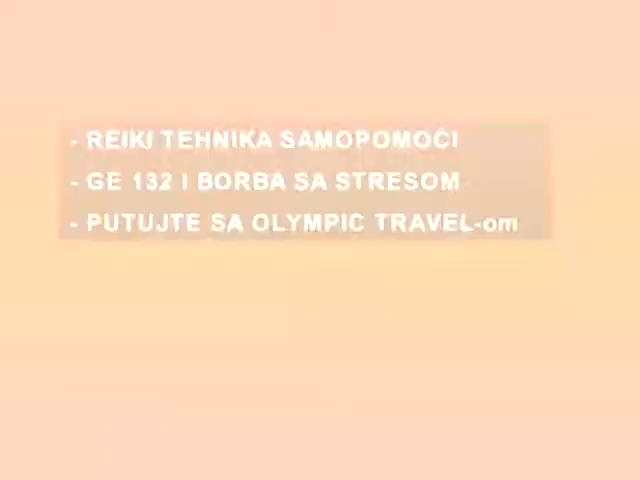 - REIKI TEHNIKA SAMOPOMOĆI
- GE 132 I BORBA SA STRESOM
- PUTUJTE SA OLYMPIC TRAVEL-om